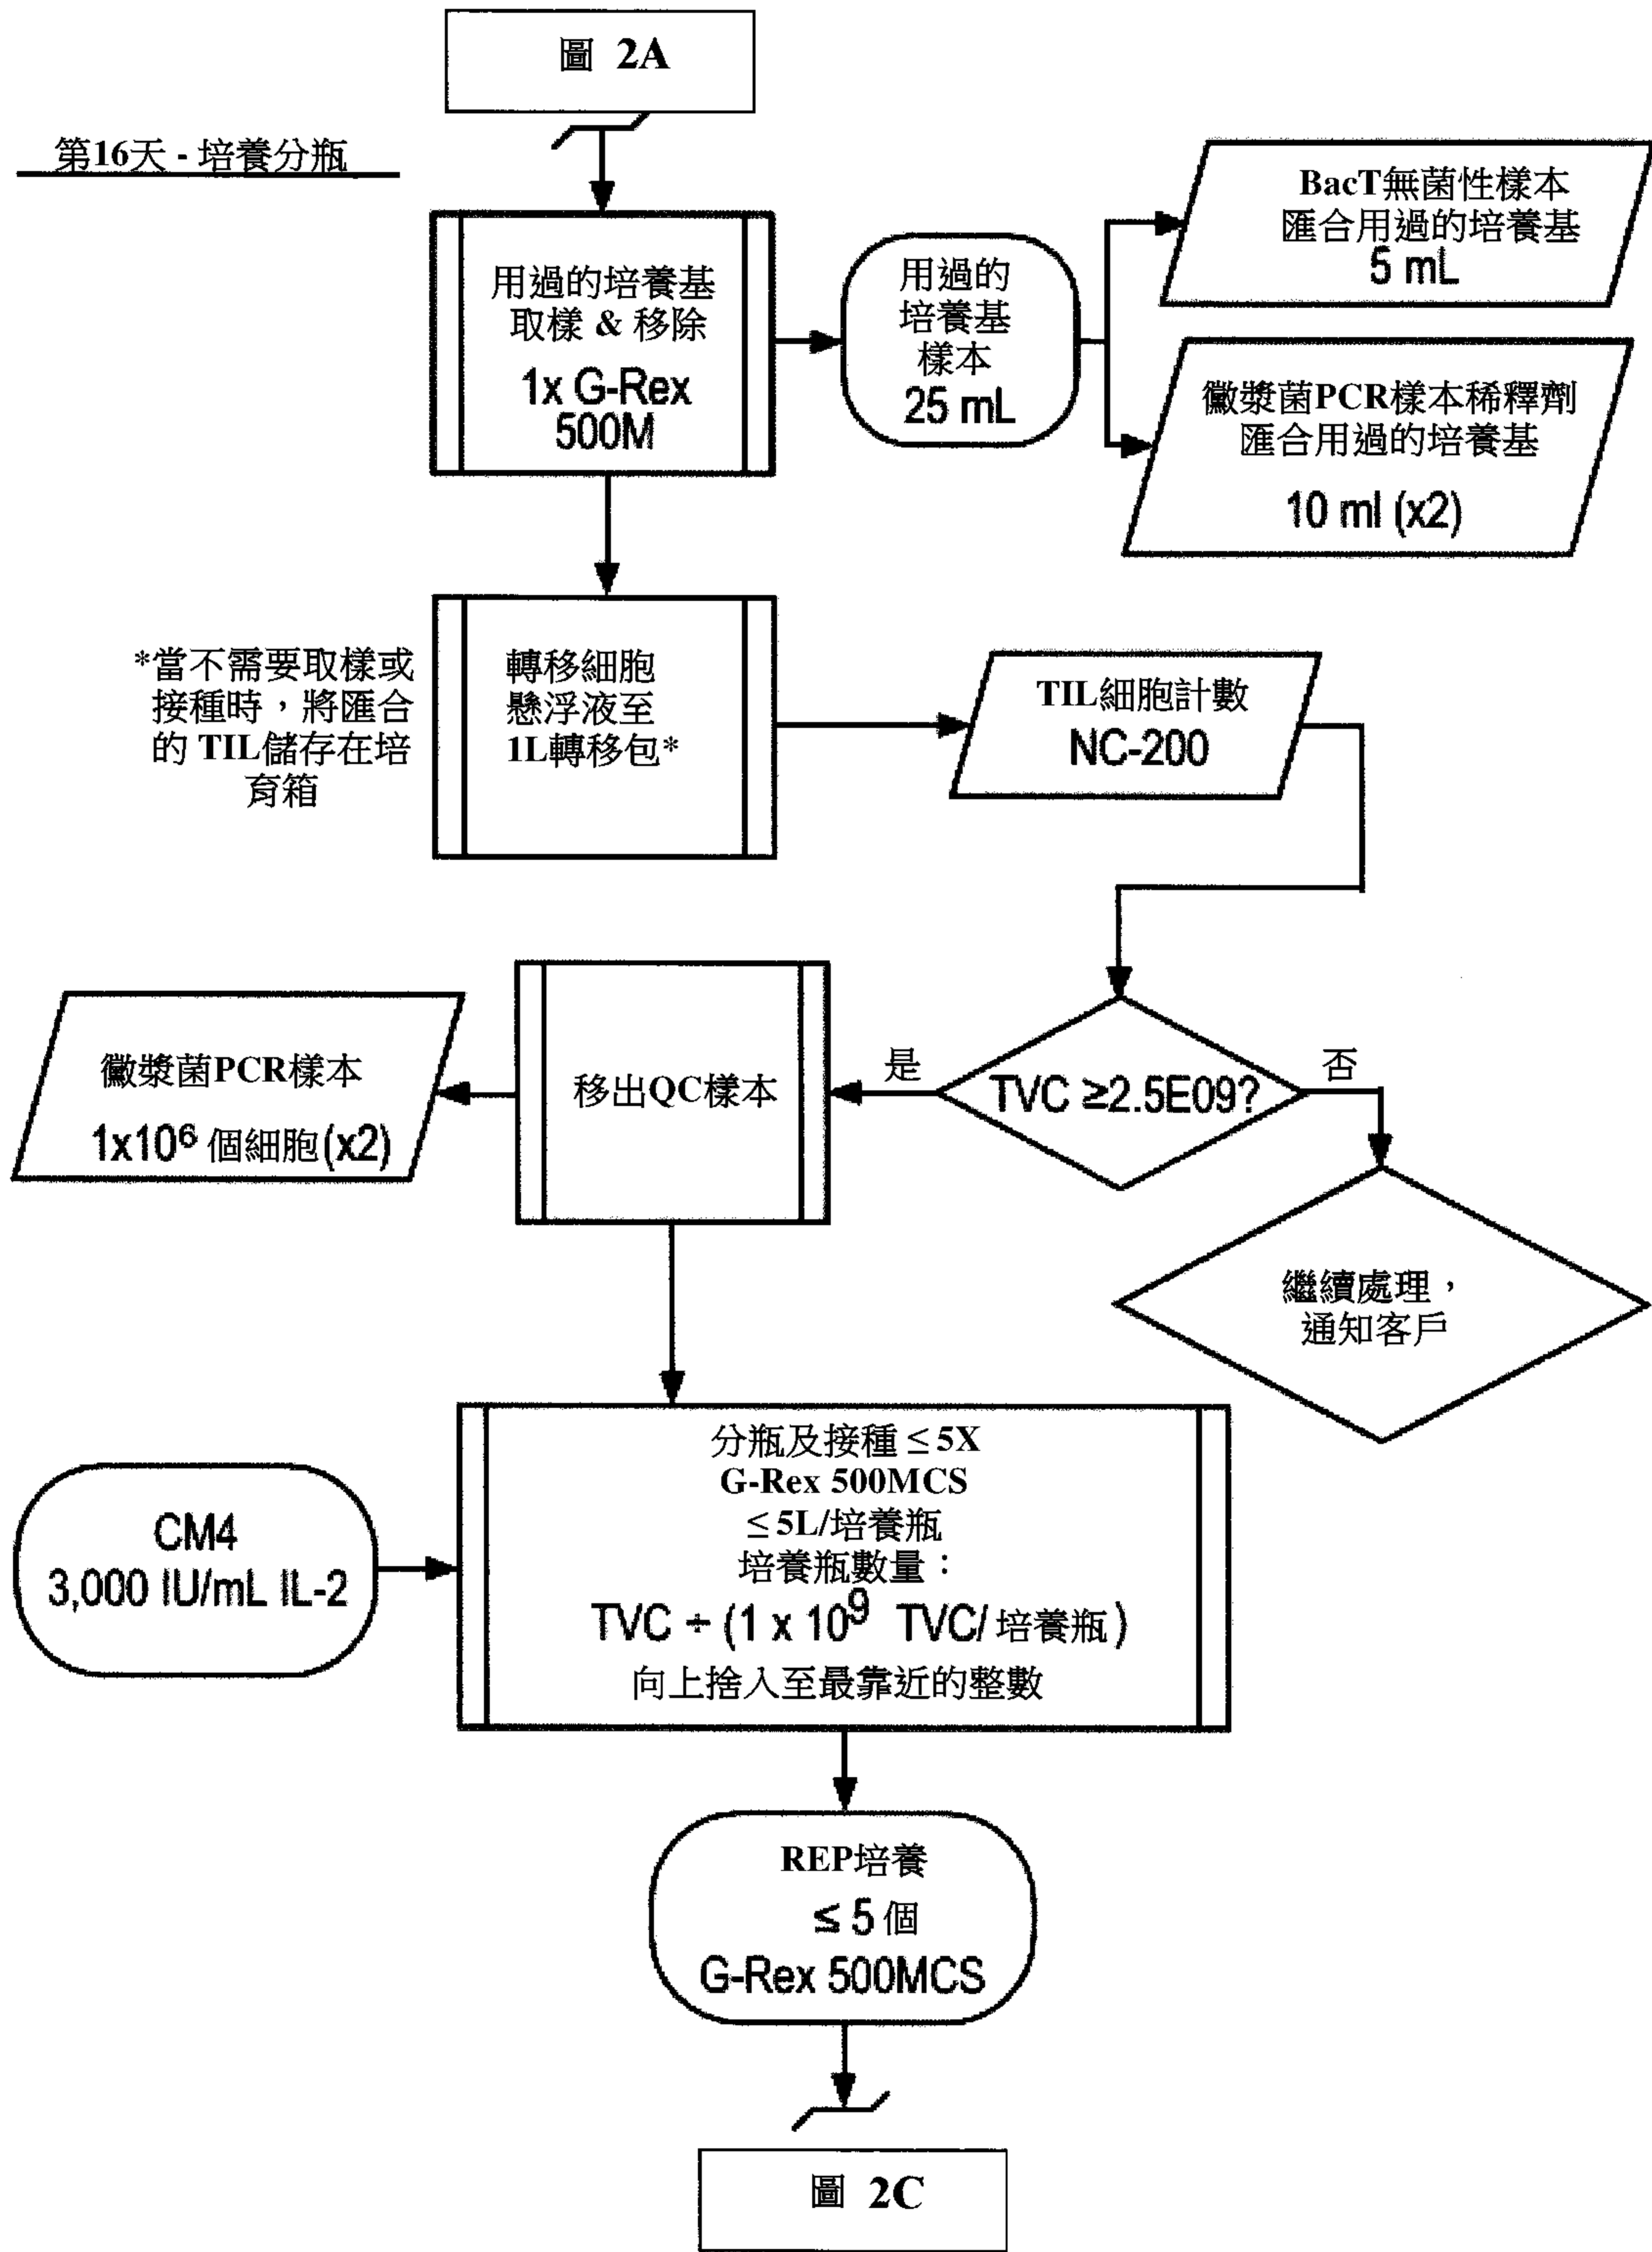 圖 2A
第16天 - 培養分瓶
用過的培養基
取樣 & 移除
1x G-Rex
500M
用過的
培養基
樣本
25 mL
BacT無菌性樣本
匯合用過的培養基
5 mL
黴漿菌PCR樣本稀釋劑
匯合用過的培養基
10 ml (x2)
*當不需要取樣或
接種時，將匯合
的 TIL儲存在培
育箱
轉移細胞
懸浮液至
1L轉移包*
TIL細胞計數
NC-200
TVC ≥2.5E09?
是
否
移出QC樣本
黴漿菌PCR樣本
1x10⁶ 個細胞(x2)
繼續處理，
通知客戶
分瓶及接種 ≤ 5X
G-Rex 500MCS
≤ 5L/培養瓶
培養瓶數量：
TVC ÷ (1 x 10⁹ TVC/ 培養瓶)
向上捨入至最靠近的整數
CM4
3,000 IU/mL IL-2
REP培養
≤ 5 個
G-Rex 500MCS
圖 2C